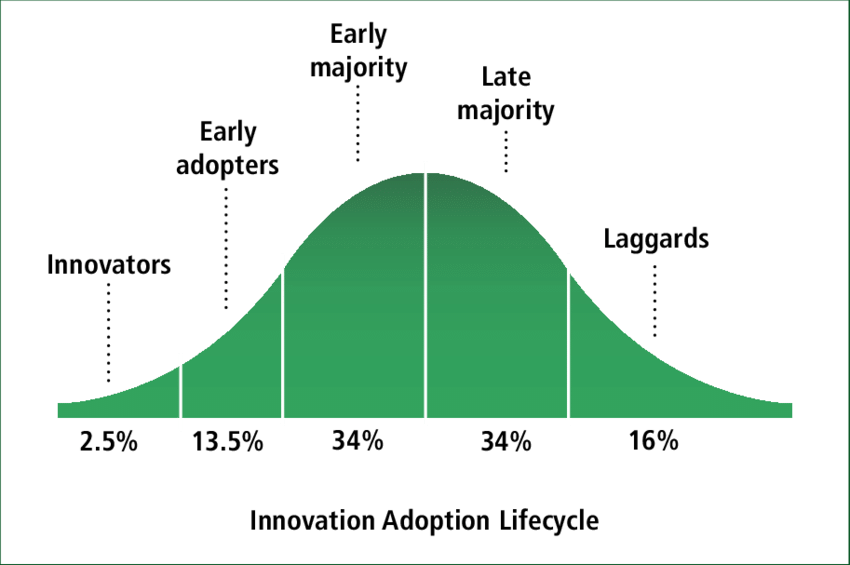 Early
majority
Late
majority
Early
adopters
Innovators
Laggards
2.5%
13.5%
34%
34%
16%
Innovation Adoption Lifecycle